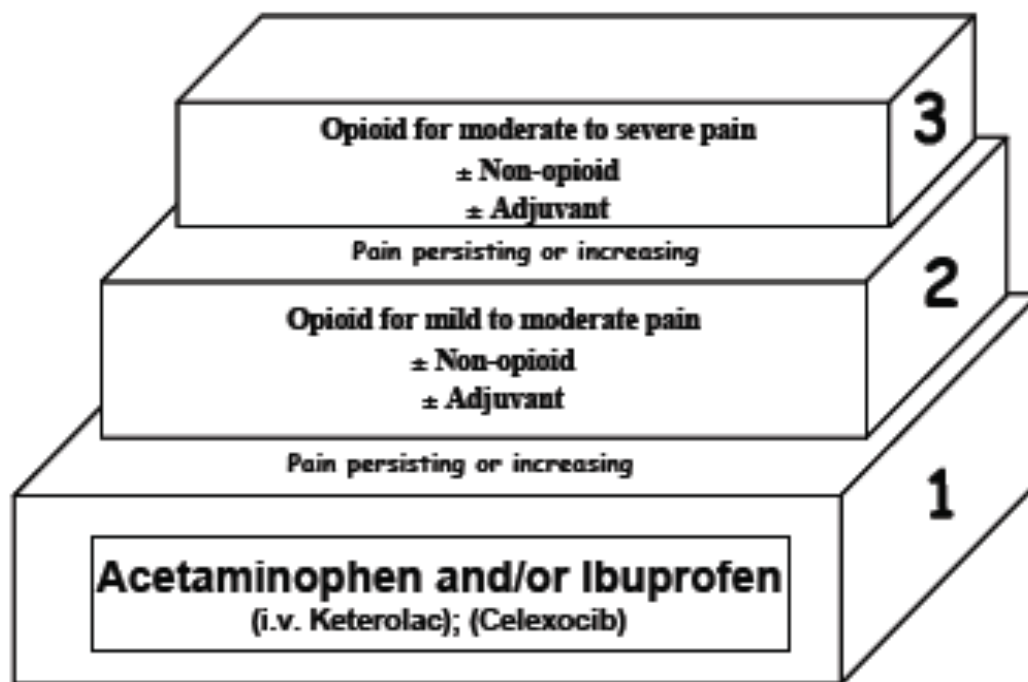 3
Opioid for moderate to severe pain
± Non-opioid
± Adjuvant
Pain persisting or increasing
2
Opioid for mild to moderate pain
± Non-opioid
± Adjuvant
Pain persisting or increasing
1
Acetaminophen and/or Ibuprofen
(i.v. Keterolac); (Celexocib)